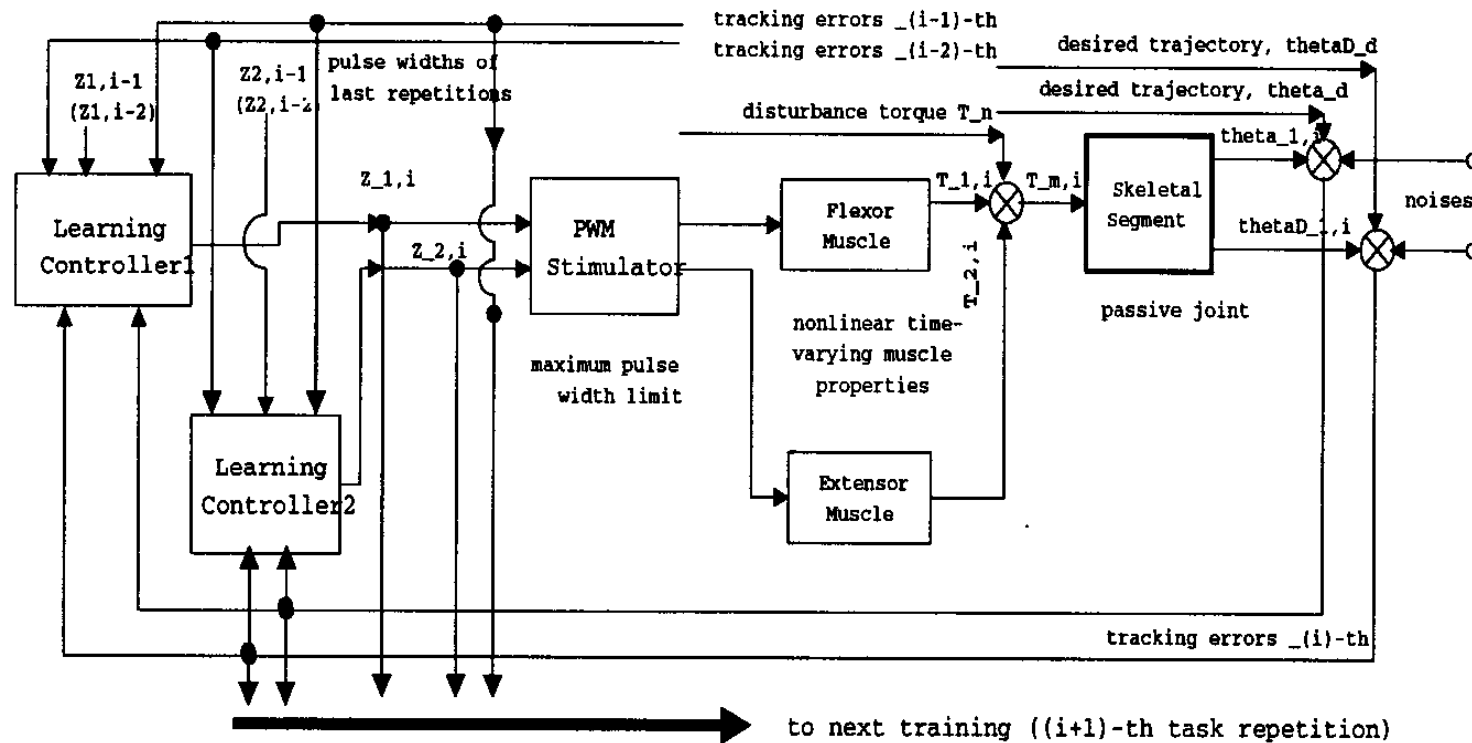 tracking errors _(i-1)-th
tracking errors _(i-2)-th
desired trajectory, thetaD_d
pulse widths of
last repetitions
Z1,i-1
(Z1,i-2)
Z2,i-1
(Z2,i-2)
desired trajectory, theta_d
disturbance torque T_n
theta_1,i
Z_1,i
T_1,i
T_m,i
Learning
Controller1
PWM
Stimulator
Flexor
Muscle
Skeletal
Segment
noises
Z_2,i
T_2,i
thetaD_1,i
passive joint
nonlinear time-
varying muscle
properties
maximum pulse
width limit
Learning
Controller2
Extensor
Muscle
tracking errors _(i)-th
to next training ((i+1)-th task repetition)